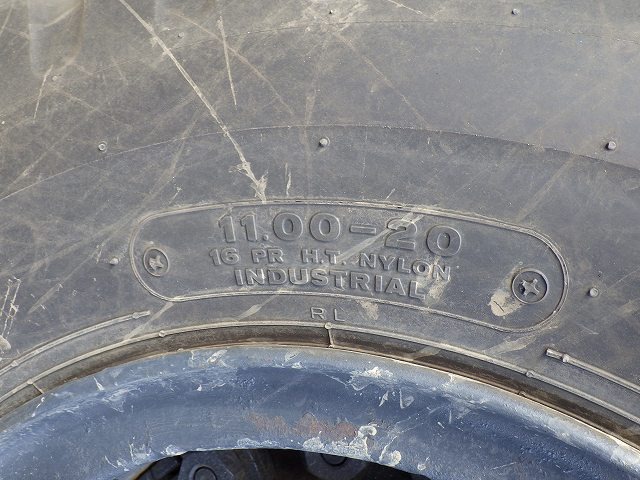 11.00-20
16 PR H.T. NYLON
INDUSTRIAL
RL